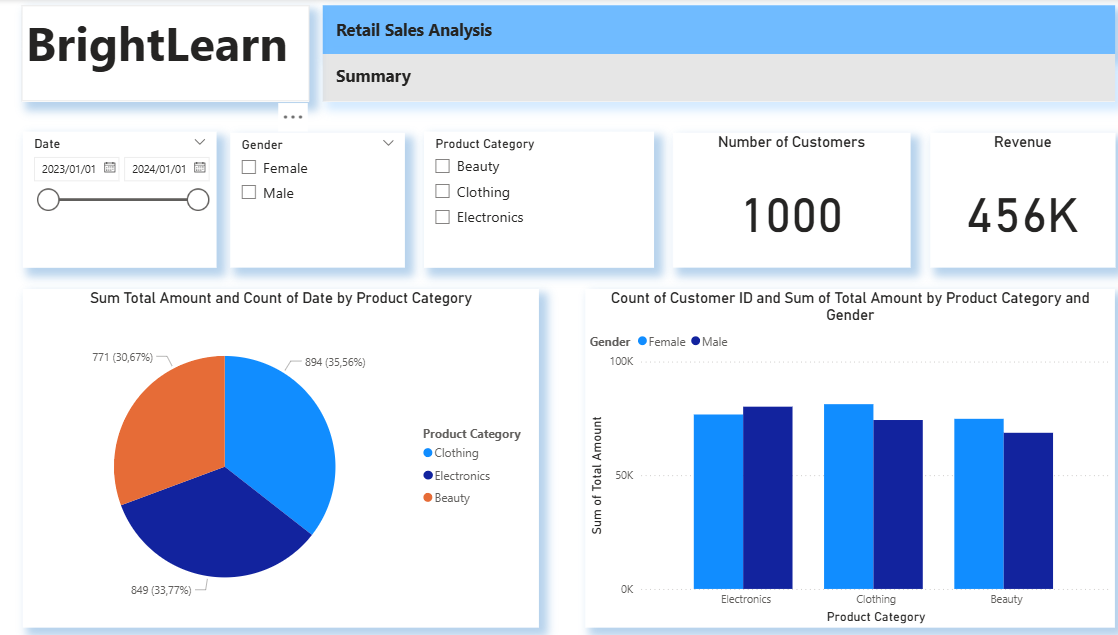 BrightLearn
Retail Sales Analysis
Summary
...
Date
2023/01/01
2024/01/01
Gender
Female
Male
Product Category
Beauty
Clothing
Electronics
Number of Customers
1000
Revenue
456K
Sum Total Amount and Count of Date by Product Category
771 (30,67%)
894 (35,56%)
849 (33,77%)
Product Category
Clothing
Electronics
Beauty
Count of Customer ID and Sum of Total Amount by Product Category and
Gender
Gender Female Male
100K
50K
0K
Sum of Total Amount
Electronics
Clothing
Beauty
Product Category